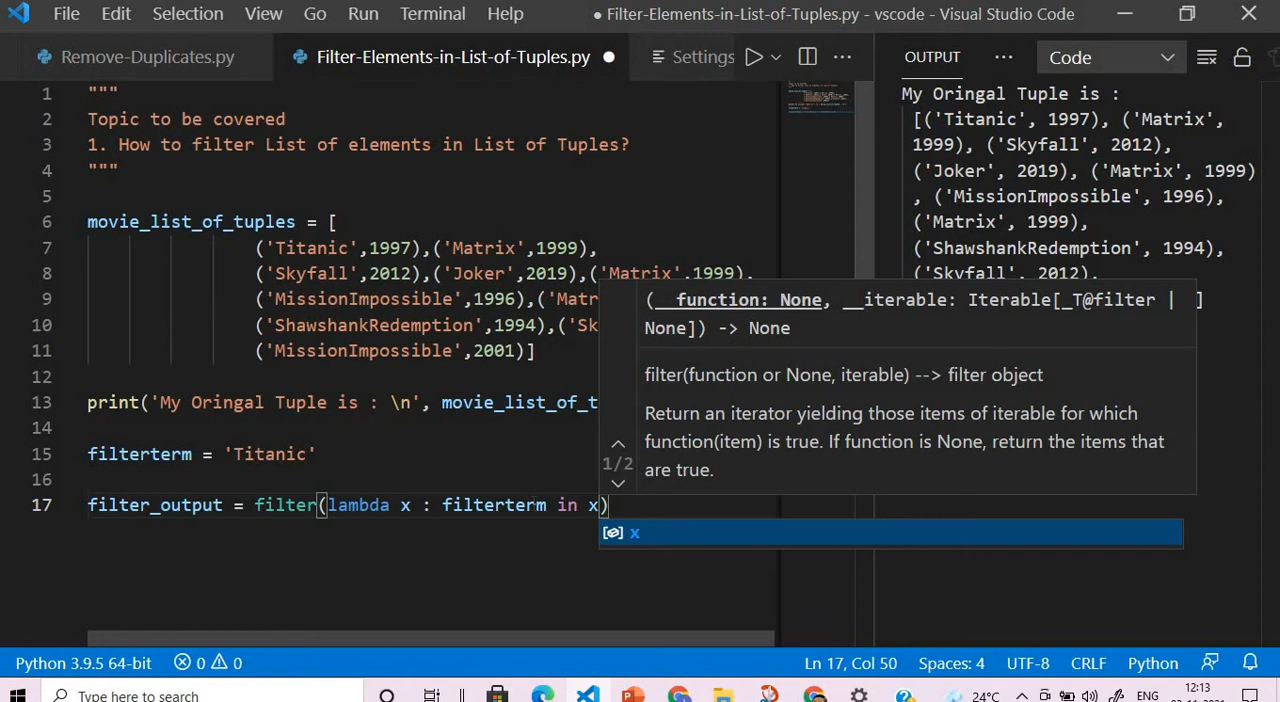 File Edit Selection View Go Run Terminal Help ● Filter-Elements-in-List-of-Tuples.py - vscode - Visual Studio Code
Remove-Duplicates.py Filter-Elements-in-List-of-Tuples.py Settings OUTPUT Code
1 """
2 Topic to be covered
3 1. How to filter List of elements in List of Tuples?
4 """
5
6 movie_list_of_tuples = [
7 ('Titanic',1997),('Matrix',1999),
8 ('Skyfall',2012),('Joker',2019),('Matrix',1999),
9 ('MissionImpossible',1996),('Matr
10 ('ShawshankRedemption',1994),('Sk
11 ('MissionImpossible',2001)]
12
13 print('My Oringal Tuple is : \n', movie_list_of_t
14
15 filterterm = 'Titanic'
16
17 filter_output = filter(lambda x : filterterm in x)
(__function: None, __iterable: Iterable[_T@filter | ]
None]) -> None
filter(function or None, iterable) --> filter object
Return an iterator yielding those items of iterable for which
function(item) is true. If function is None, return the items that
are true.
1/2
x
My Oringal Tuple is :
[('Titanic', 1997), ('Matrix',
1999), ('Skyfall', 2012),
('Joker', 2019), ('Matrix', 1999)
, ('MissionImpossible', 1996),
('Matrix', 1999),
('ShawshankRedemption', 1994),
('Skyfall', 2012),
Python 3.9.5 64-bit 0 0 Ln 17, Col 50 Spaces: 4 UTF-8 CRLF Python
Type here to search 24°C ENG 12:13